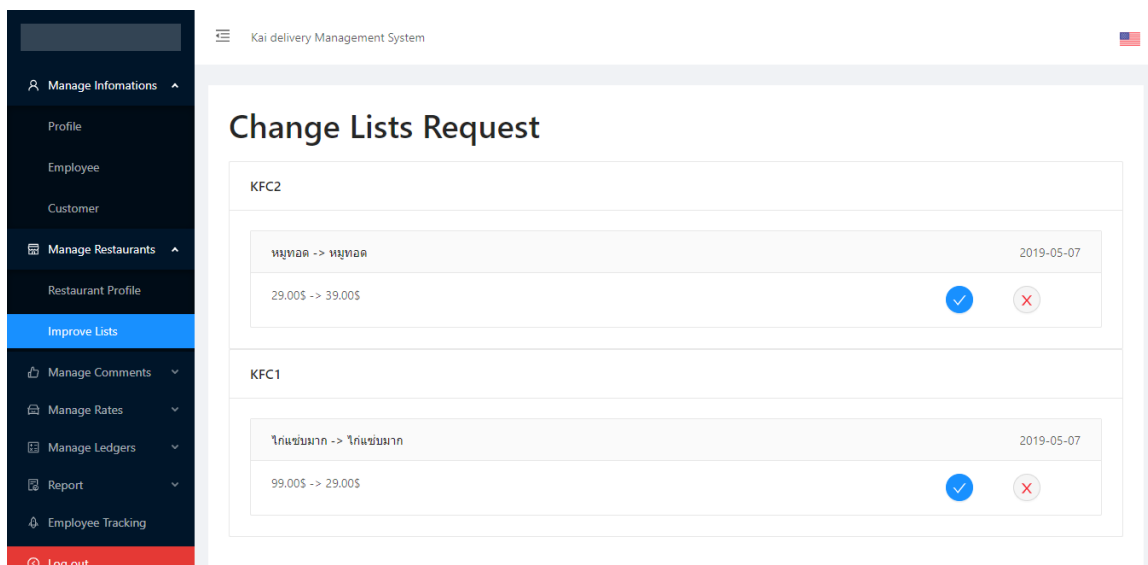 Kai delivery Management System
Manage Infomations
Profile
Employee
Customer
Manage Restaurants
Restaurant Profile
Improve Lists
Manage Comments
Manage Rates
Manage Ledgers
Report
Employee Tracking
Log out
Change Lists Request
KFC2
หมูทอด -> หมูทอด 2019-05-07
29.00$ -> 39.00$
KFC1
ไก่แซ่บมาก -> ไก่แซ่บมาก 2019-05-07
99.00$ -> 29.00$